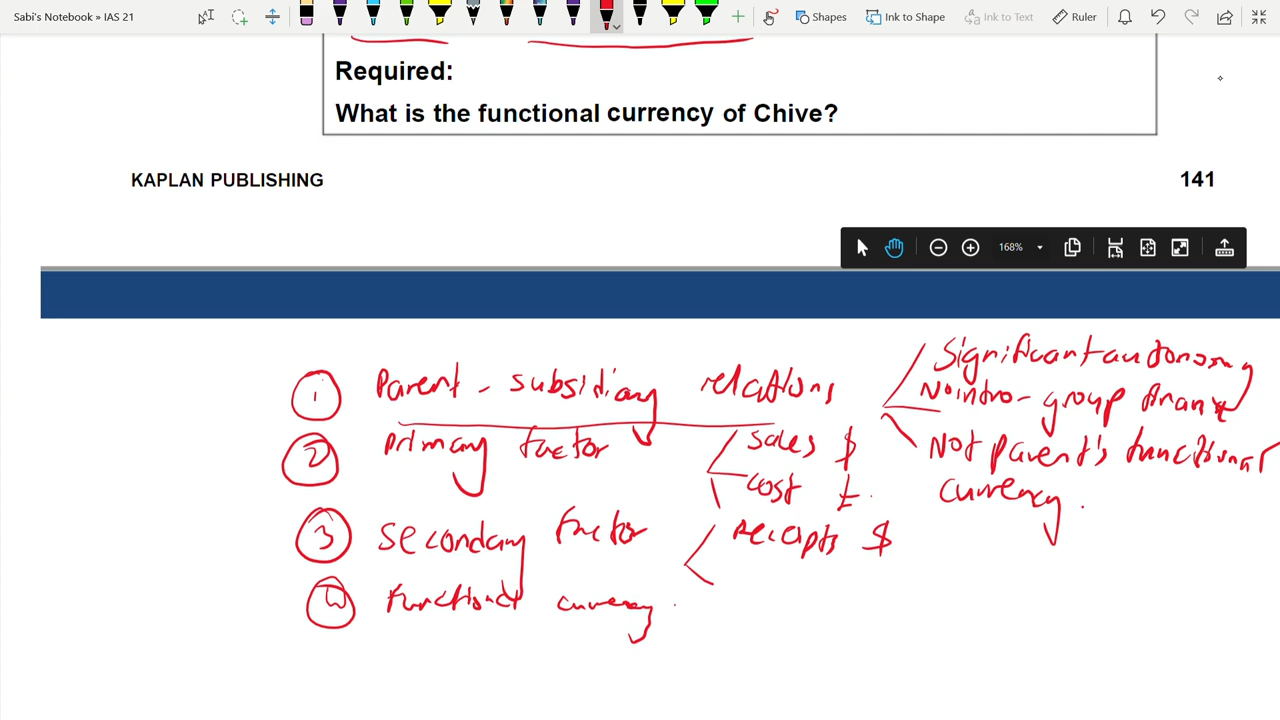 Sabi's Notebook » IAS 21
Shapes
Ink to Shape
Ink to Text
Ruler
Required:
What is the functional currency of Chive?
KAPLAN PUBLISHING
141
168%
1 Parent - subsidiary relations
Significant autonomy
No intra-group finance
Not parent's functional
currency.
2 primary factor
sales $
cost £.
3 Secondary factor
receipts $
4 functional currency.